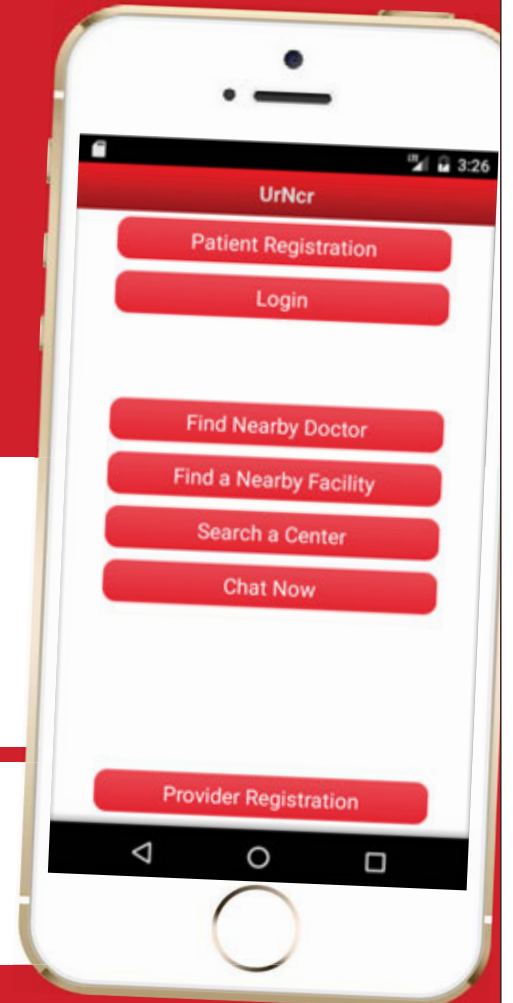 3:26
UrNcr
Patient Registration
Login
Find Nearby Doctor
Find a Nearby Facility
Search a Center
Chat Now
Provider Registration